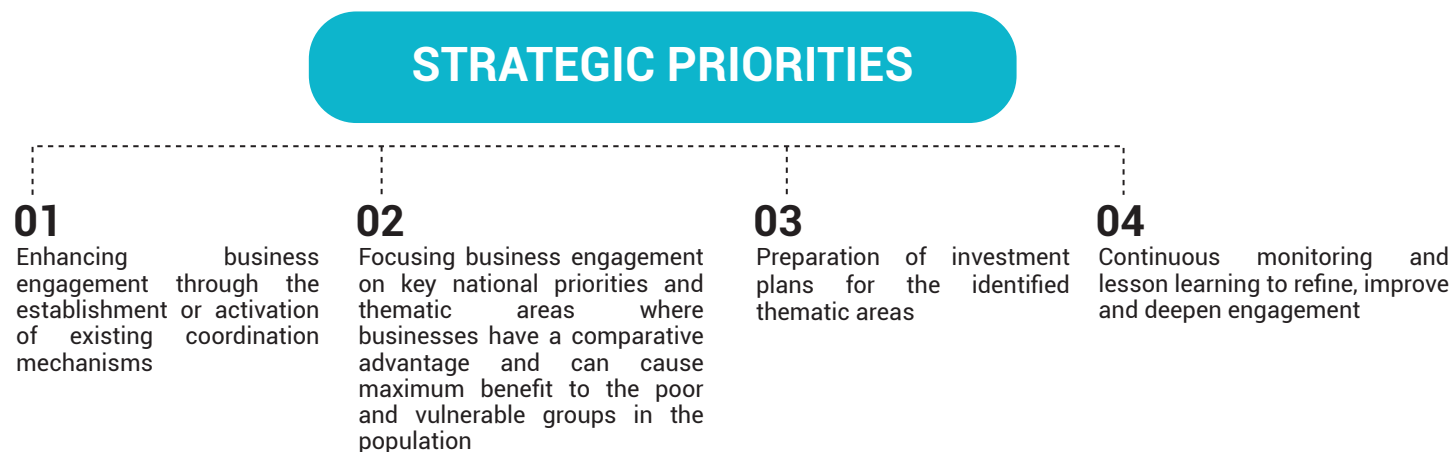 STRATEGIC PRIORITIES
01
Enhancing business
engagement through the
establishment or activation
of existing coordination
mechanisms
02
Focusing business engagement
on key national priorities and
thematic areas where
businesses have a comparative
advantage and can cause
maximum benefit to the poor
and vulnerable groups in the
population
03
Preparation of investment
plans for the identified
thematic areas
04
Continuous monitoring and
lesson learning to refine, improve
and deepen engagement